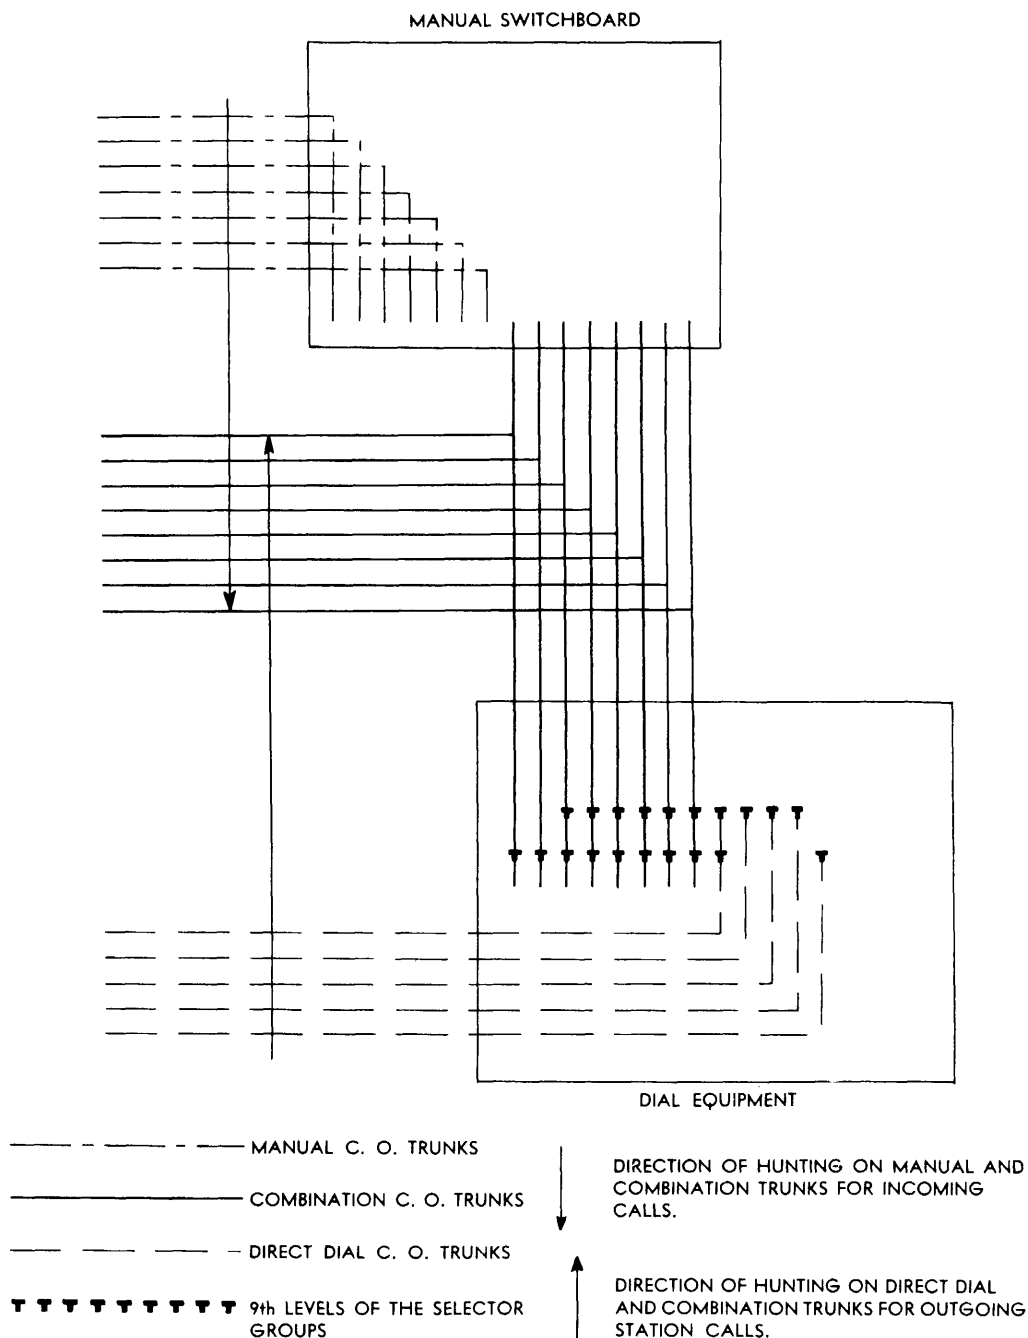 MANUAL SWITCHBOARD
DIAL EQUIPMENT
MANUAL C. O. TRUNKS
COMBINATION C. O. TRUNKS
DIRECT DIAL C. O. TRUNKS
9th LEVELS OF THE SELECTOR
GROUPS
DIRECTION OF HUNTING ON MANUAL AND
COMBINATION TRUNKS FOR INCOMING
CALLS.
DIRECTION OF HUNTING ON DIRECT DIAL
AND COMBINATION TRUNKS FOR OUTGOING
STATION CALLS.